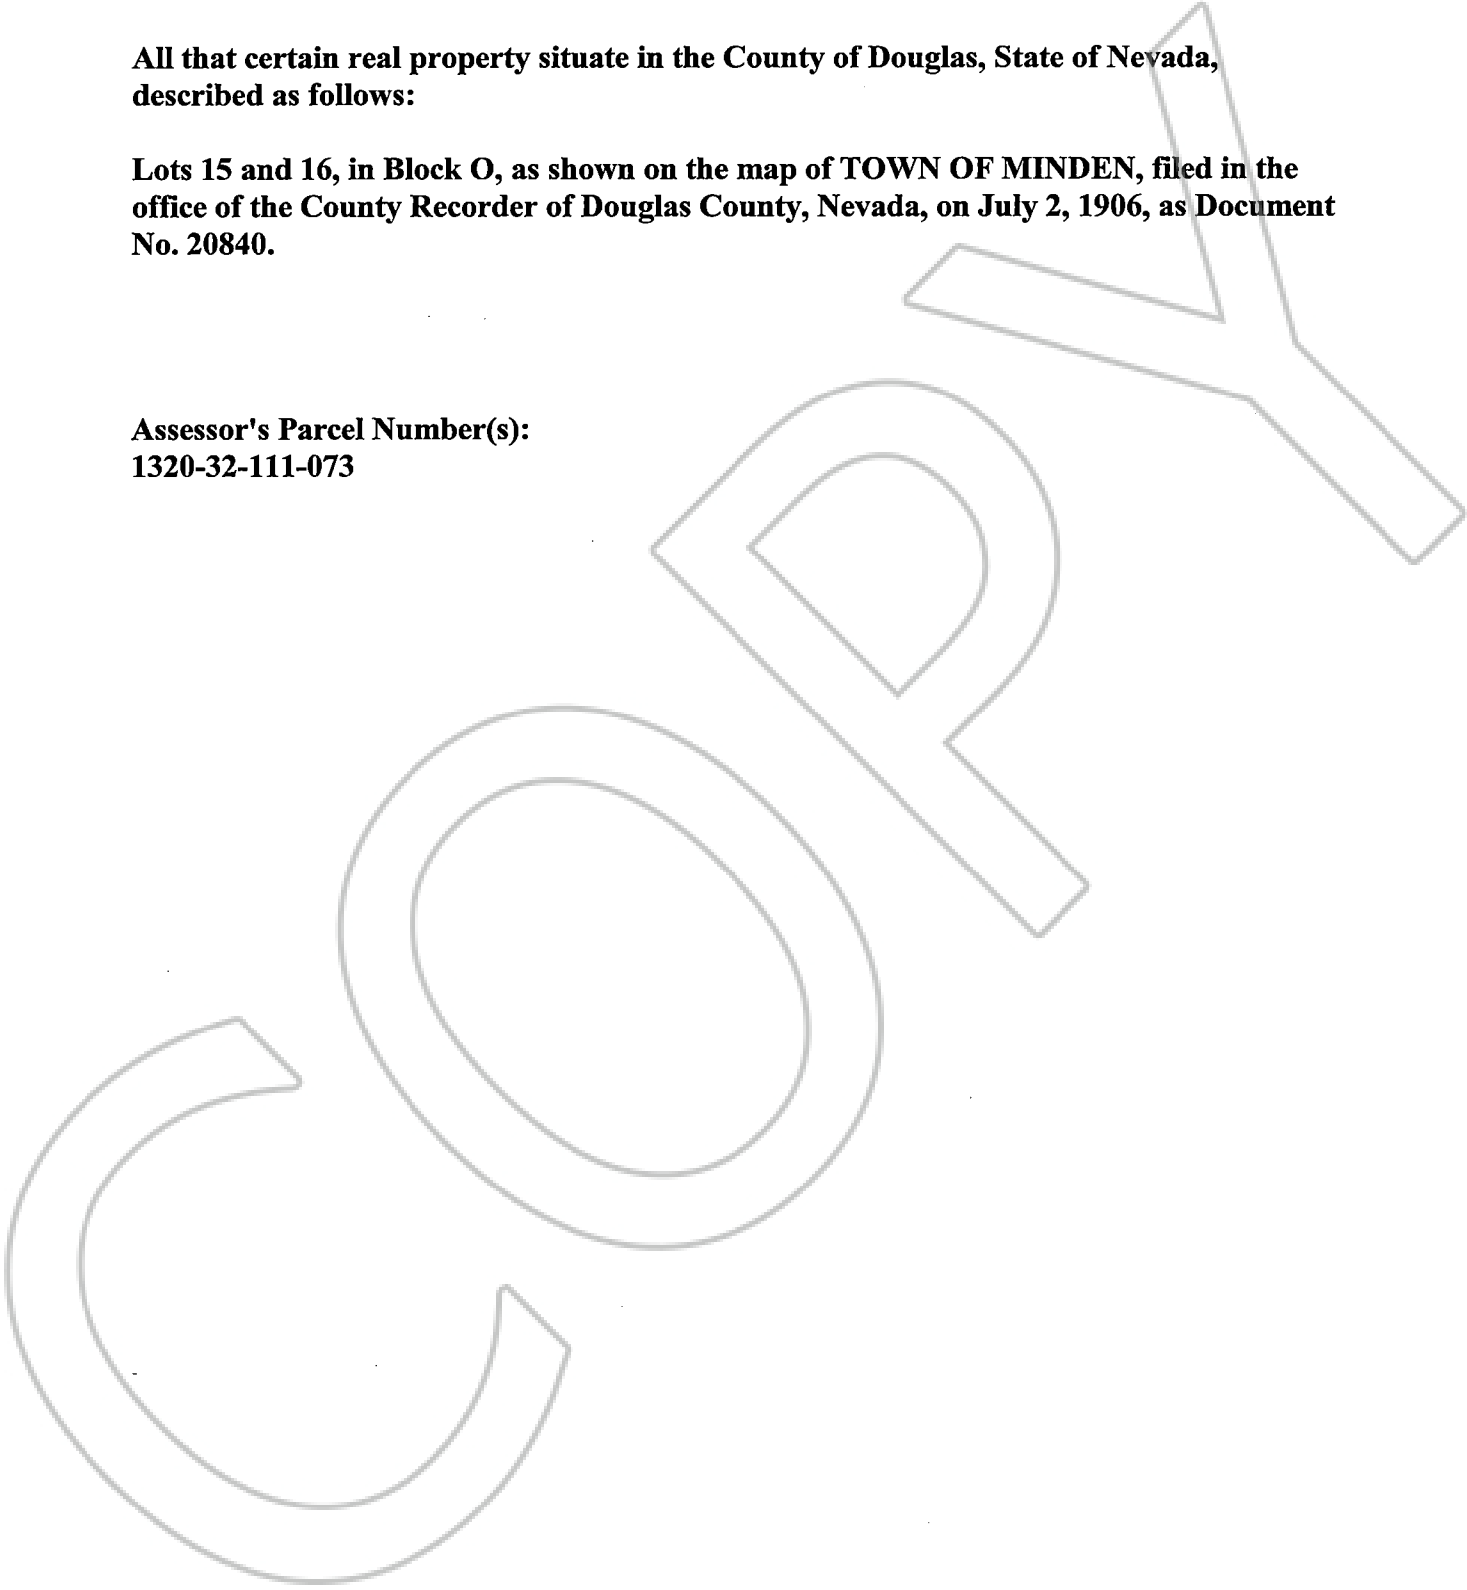 All that certain real property situate in the County of Douglas, State of Nevada,
described as follows:
Lots 15 and 16, in Block O, as shown on the map of TOWN OF MINDEN, filed in the
office of the County Recorder of Douglas County, Nevada, on July 2, 1906, as Document
No. 20840.
Assessor's Parcel Number(s):
1320-32-111-073
COPY